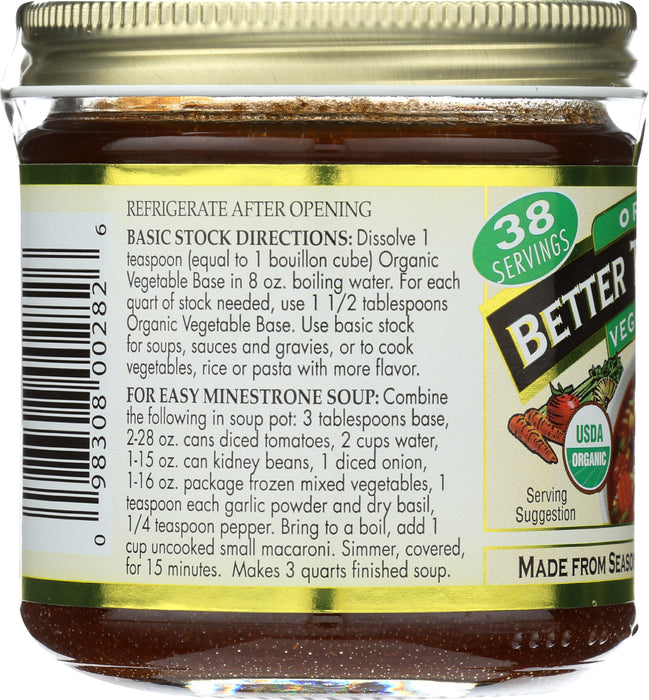 REFRIGERATE AFTER OPENING
BASIC STOCK DIRECTIONS: Dissolve 1
teaspoon (equal to 1 bouillon cube) Organic
Vegetable Base in 8 oz. boiling water. For each
quart of stock needed, use 1 1/2 tablespoons
Organic Vegetable Base. Use basic stock
for soups, sauces and gravies, or to cook
vegetables, rice or pasta with more flavor.
FOR EASY MINESTRONE SOUP: Combine
the following in soup pot: 3 tablespoons base,
2-28 oz. cans diced tomatoes, 2 cups water,
1-15 oz. can kidney beans, 1 diced onion,
1-16 oz. package frozen mixed vegetables, 1
teaspoon each garlic powder and dry basil,
1/4 teaspoon pepper. Bring to a boil, add 1
cup uncooked small macaroni. Simmer, covered,
for 15 minutes. Makes 3 quarts finished soup.
0 98308 00282 6
38
SERVINGS
OR
BETTER T
VEG
USDA
ORGANIC
Serving
Suggestion
MADE FROM SEASO